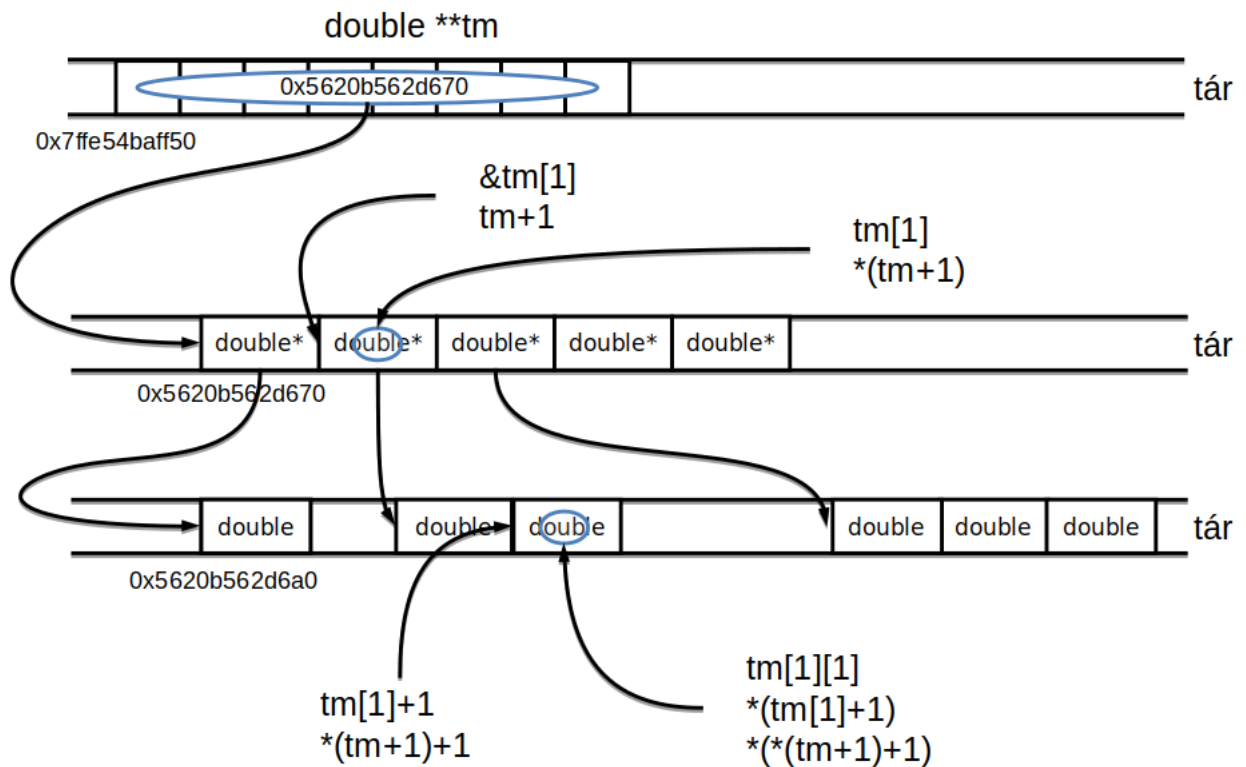 double **tm
0x5620b562d670
tár
0x7ffe54baff50
&tm[1]
tm+1
tm[1]
*(tm+1)
double* double* double* double* double*
tár
0x5620b562d670
double double double double double double
tár
0x5620b562d6a0
tm[1]+1
*(tm+1)+1
tm[1][1]
*(tm[1]+1)
*(*(tm+1)+1)